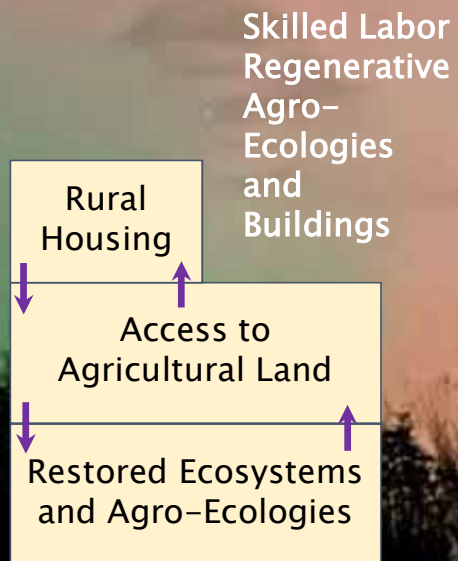 Skilled Labor
Regenerative
Agro-
Ecologies
and
Buildings
Rural
Housing
Access to
Agricultural Land
Restored Ecosystems
and Agro-Ecologies